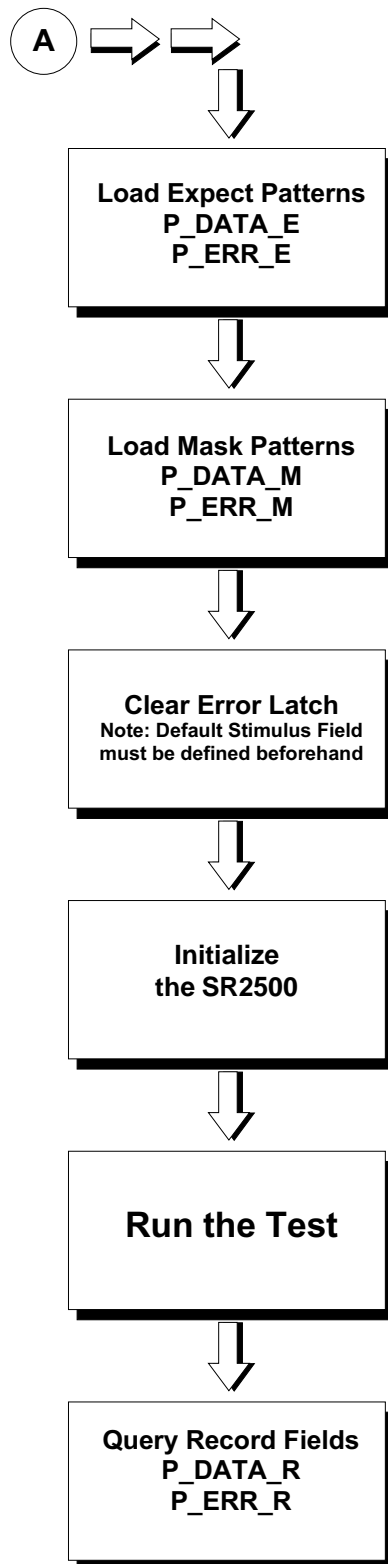 A
Load Expect Patterns
P_DATA_E
P_ERR_E
Load Mask Patterns
P_DATA_M
P_ERR_M
Clear Error Latch
Note: Default Stimulus Field
must be defined beforehand
Initialize
the SR2500
Run the Test
Query Record Fields
P_DATA_R
P_ERR_R